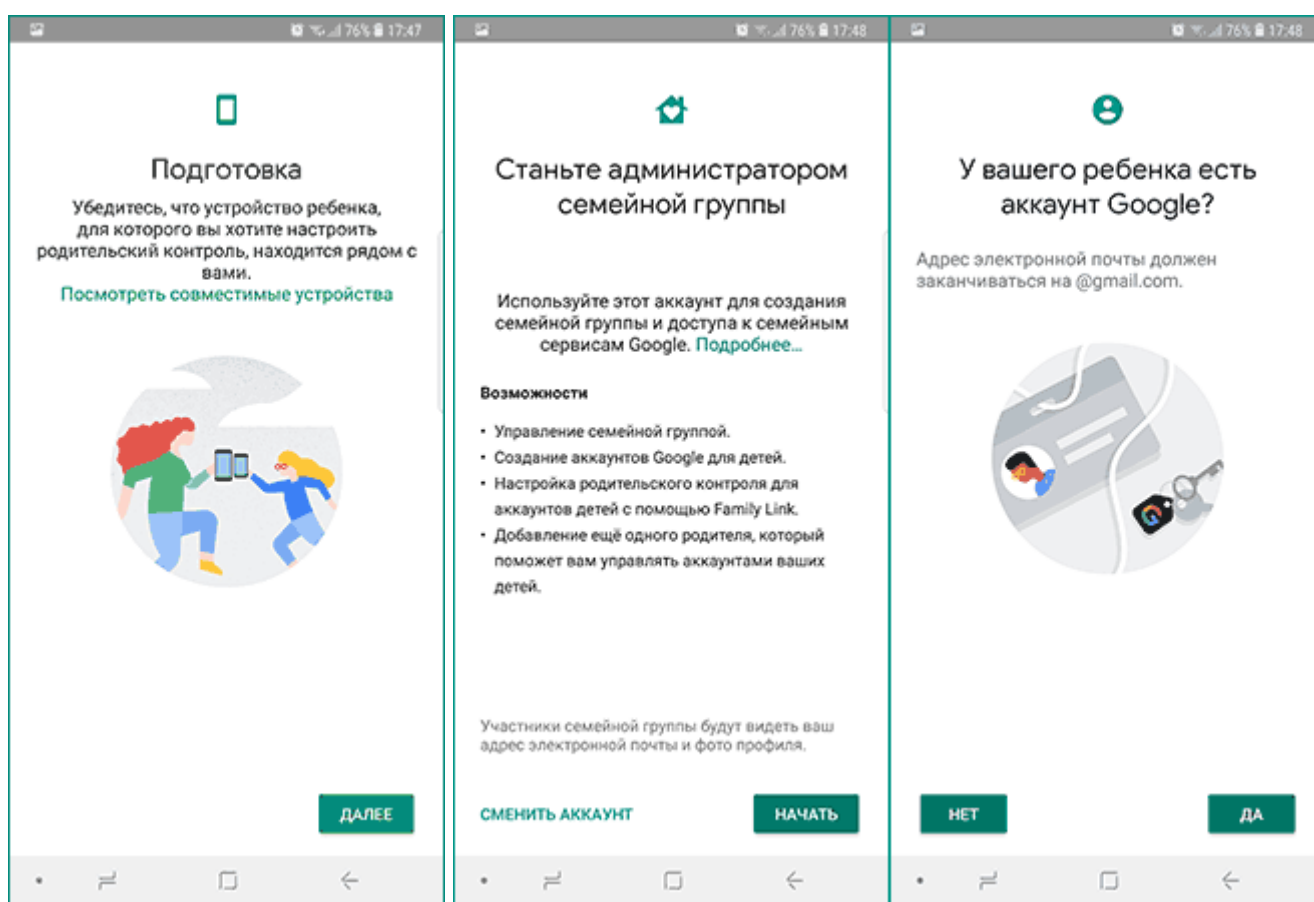 76% 17:47
Подготовка
Убедитесь, что устройство ребенка,
для которого вы хотите настроить
родительский контроль, находится рядом с
вами.
Посмотреть совместимые устройства
ДАЛЕЕ
76% 17:48
Станьте администратором
семейной группы
Используйте этот аккаунт для создания
семейной группы и доступа к семейным
сервисам Google. Подробнее...
Возможности
• Управление семейной группой.
• Создание аккаунтов Google для детей.
• Настройка родительского контроля для
аккаунтов детей с помощью Family Link.
• Добавление ещё одного родителя, который
поможет вам управлять аккаунтами ваших
детей.
Участники семейной группы будут видеть ваш
адрес электронной почты и фото профиля.
СМЕНИТЬ АККАУНТ
НАЧАТЬ
76% 17:48
У вашего ребенка есть
аккаунт Google?
Адрес электронной почты должен
заканчиваться на @gmail.com.
G
НЕТ
ДА